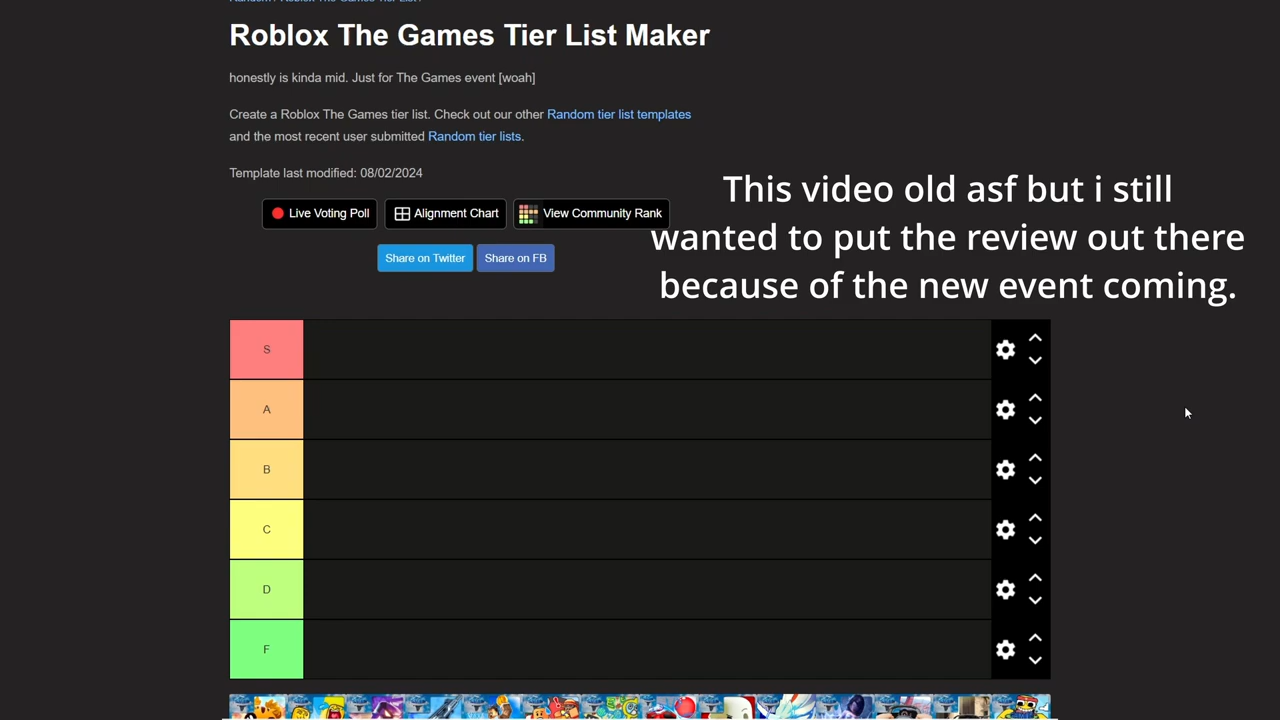 Roblox The Games Tier List Maker
honestly is kinda mid. Just for The Games event [woah]
Create a Roblox The Games tier list. Check out our other Random tier list templates
and the most recent user submitted Random tier lists.
Template last modified: 08/02/2024
This video old asf but i still
wanted to put the review out there
because of the new event coming.
Live Voting Poll
Alignment Chart
View Community Rank
Share on Twitter
Share on FB
S
A
B
C
D
F